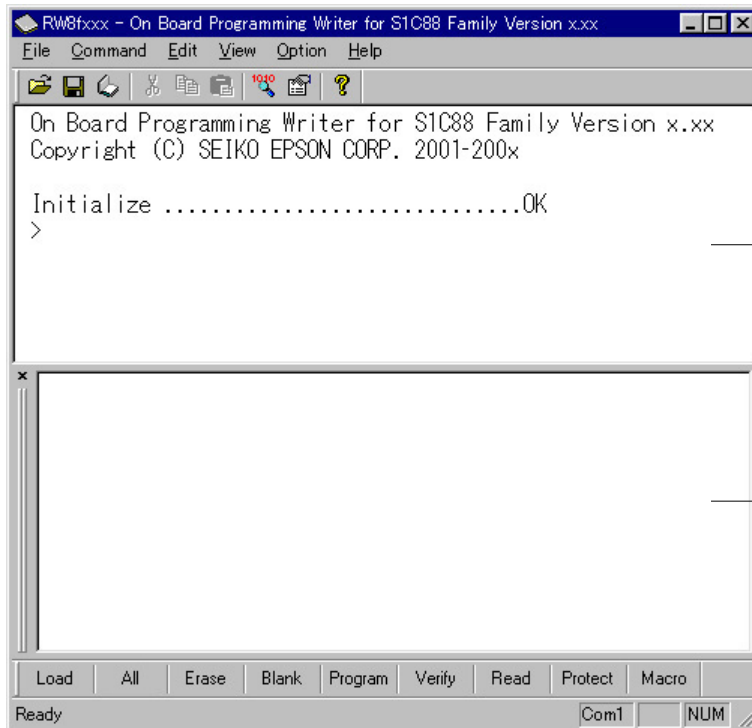 RW8fxxx - On Board Programming Writer for S1C88 Family Version x.xx
File Command Edit View Option Help
1010
On Board Programming Writer for S1C88 Family Version x.xx
Copyright (C) SEIKO EPSON CORP. 2001-200x
Initialize ..............................OK
>
Load All Erase Blank Program Verify Read Protect Macro
Ready Com1 NUM